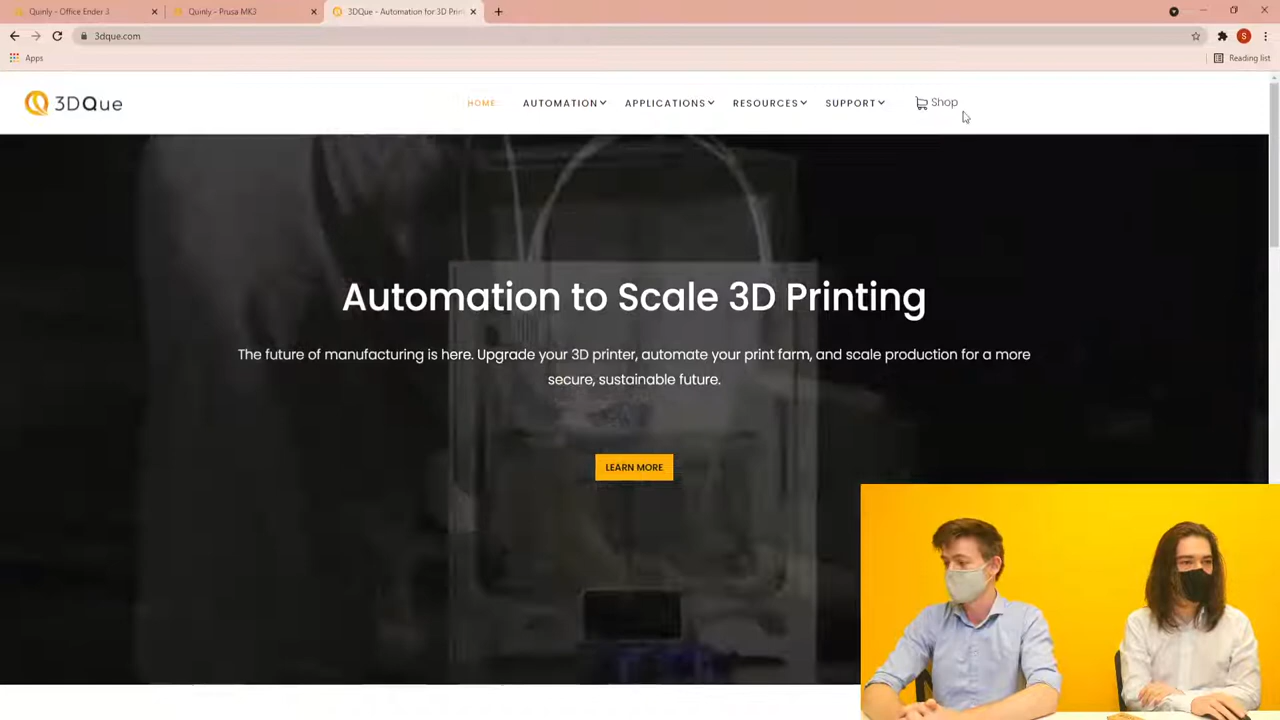 Quinly - Office Ender 3
Quinly - Prusa MK3
3DQue - Automation for 3D Prin
3dque.com
S
Apps
Reading list
3DQue
HOME
AUTOMATION
APPLICATIONS
RESOURCES
SUPPORT
Shop
Automation to Scale 3D Printing
The future of manufacturing is here. Upgrade your 3D printer, automate your print farm, and scale production for a more
secure, sustainable future.
LEARN MORE